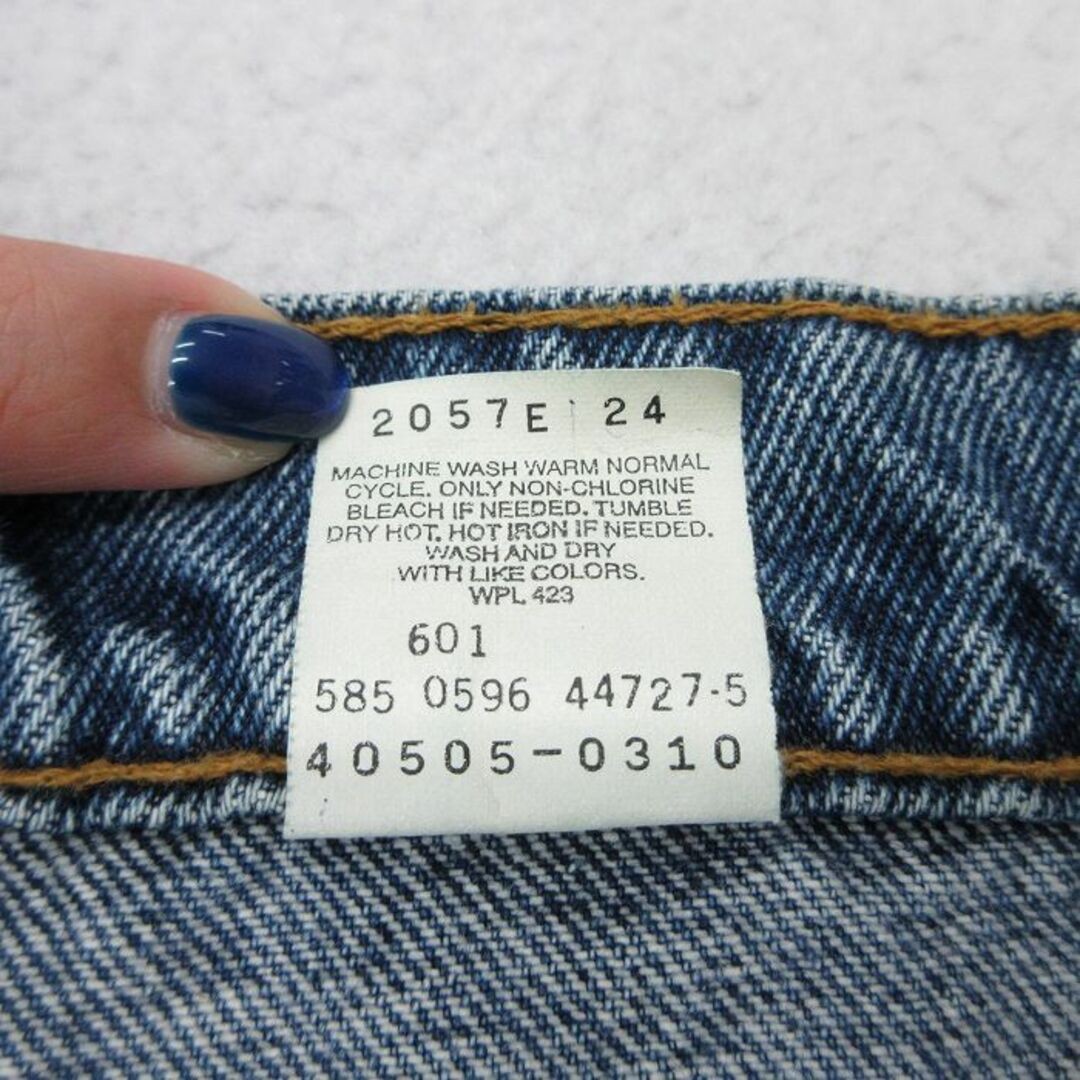 2057E 24
MACHINE WASH WARM NORMAL
CYCLE. ONLY NON-CHLORINE
BLEACH IF NEEDED. TUMBLE
DRY HOT. HOT IRON IF NEEDED.
WASH AND DRY
WITH LIKE COLORS.
WPL 423
601
585 0596 44727-5
40505-0310